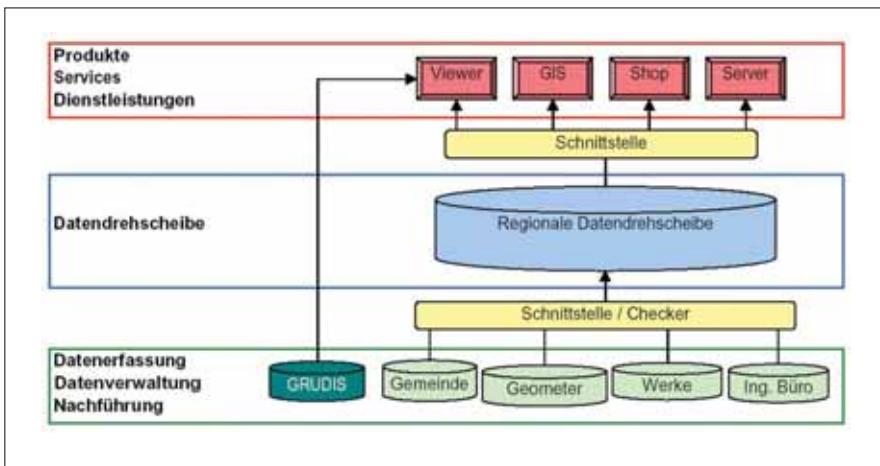 Produkte
Services
Dienstleistungen
Viewer
GIS
Shop
Server
Schnittstelle
Datendrehscheibe
Regionale Datendrehscheibe
Schnittstelle / Checker
Datenerfassung
Datenverwaltung
Nachführung
GRUDIS
Gemeinde
Geometer
Werke
Ing. Büro